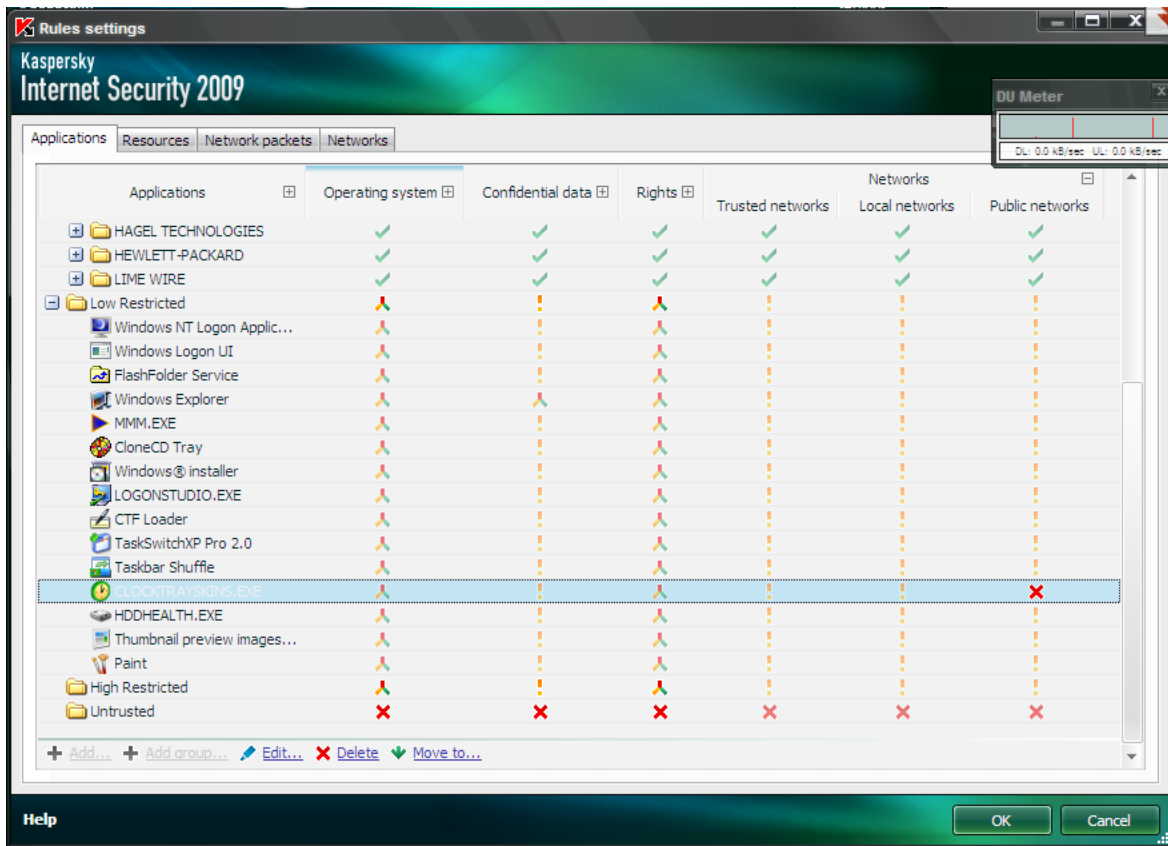 Rules settings
Kaspersky
Internet Security 2009
DU Meter
DL: 0.0 kB/sec UL: 0.0 kB/sec
Applications Resources Network packets Networks
Applications Operating system Confidential data Rights Networks
Trusted networks Local networks Public networks
HAGEL TECHNOLOGIES
HEWLETT-PACKARD
LIME WIRE
Low Restricted
Windows NT Logon Applic...
Windows Logon UI
FlashFolder Service
Windows Explorer
MMM.EXE
CloneCD Tray
Windows® installer
LOGONSTUDIO.EXE
CTF Loader
TaskSwitchXP Pro 2.0
Taskbar Shuffle
CLOCKTRAYSKINS.EXE
HDDHEALTH.EXE
Thumbnail preview images...
Paint
High Restricted
Untrusted
Add... Add group... Edit... Delete Move to...
Help OK Cancel